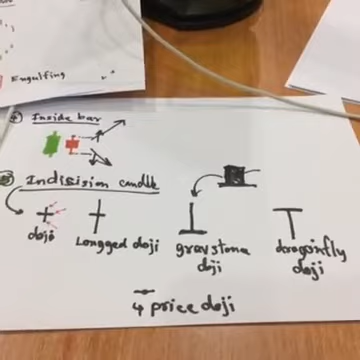 Engulfing
Inside bar
Indisision candle
doji
Longged doji
gravstone
doji
dragonfly
doji
4 price doji